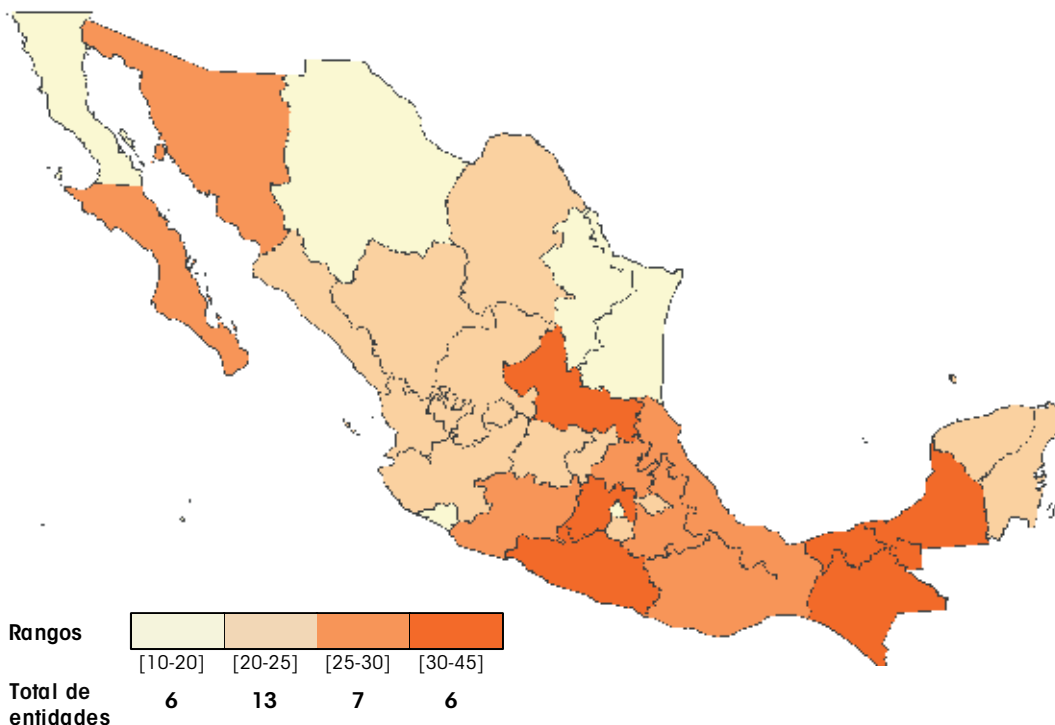 Rangos
[10-20] [20-25] [25-30] [30-45]
Total de
entidades
6 13 7 6